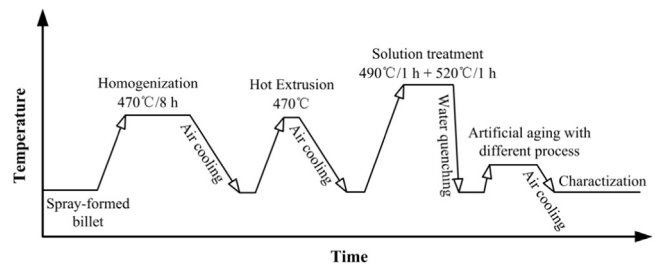 Temperature
Spray-formed
billet
Homogenization
470℃/8 h
Air cooling
Hot Extrusion
470℃
Air cooling
Solution treatment
490℃/1 h + 520℃/1 h
Water quenching
Artificial aging with
different process
Air cooling
Charactization
Time